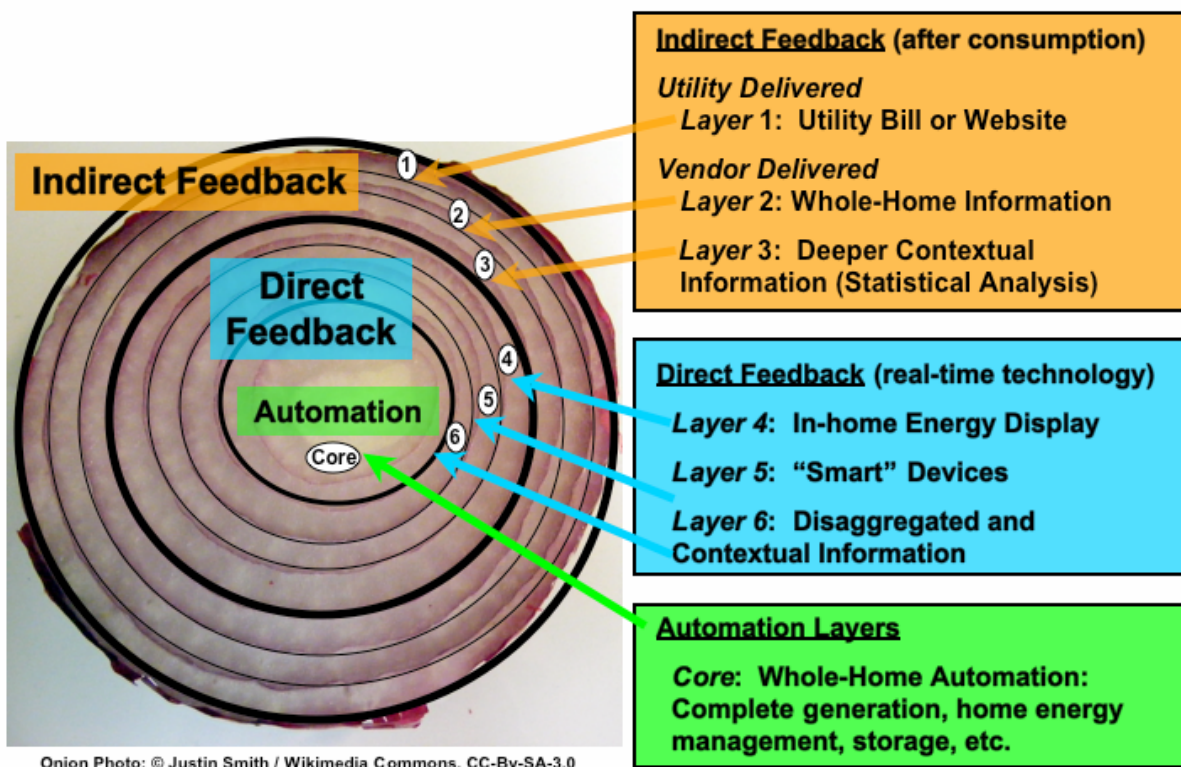 Indirect Feedback
Direct
Feedback
Automation
1
2
3
4
5
6
Core
Indirect Feedback (after consumption)
Utility Delivered
Layer 1: Utility Bill or Website
Vendor Delivered
Layer 2: Whole-Home Information
Layer 3: Deeper Contextual
Information (Statistical Analysis)
Direct Feedback (real-time technology)
Layer 4: In-home Energy Display
Layer 5: “Smart” Devices
Layer 6: Disaggregated and
Contextual Information
Automation Layers
Core: Whole-Home Automation:
Complete generation, home energy
management, storage, etc.
Onion Photo: © Justin Smith / Wikimedia Commons, CC-By-SA-3.0